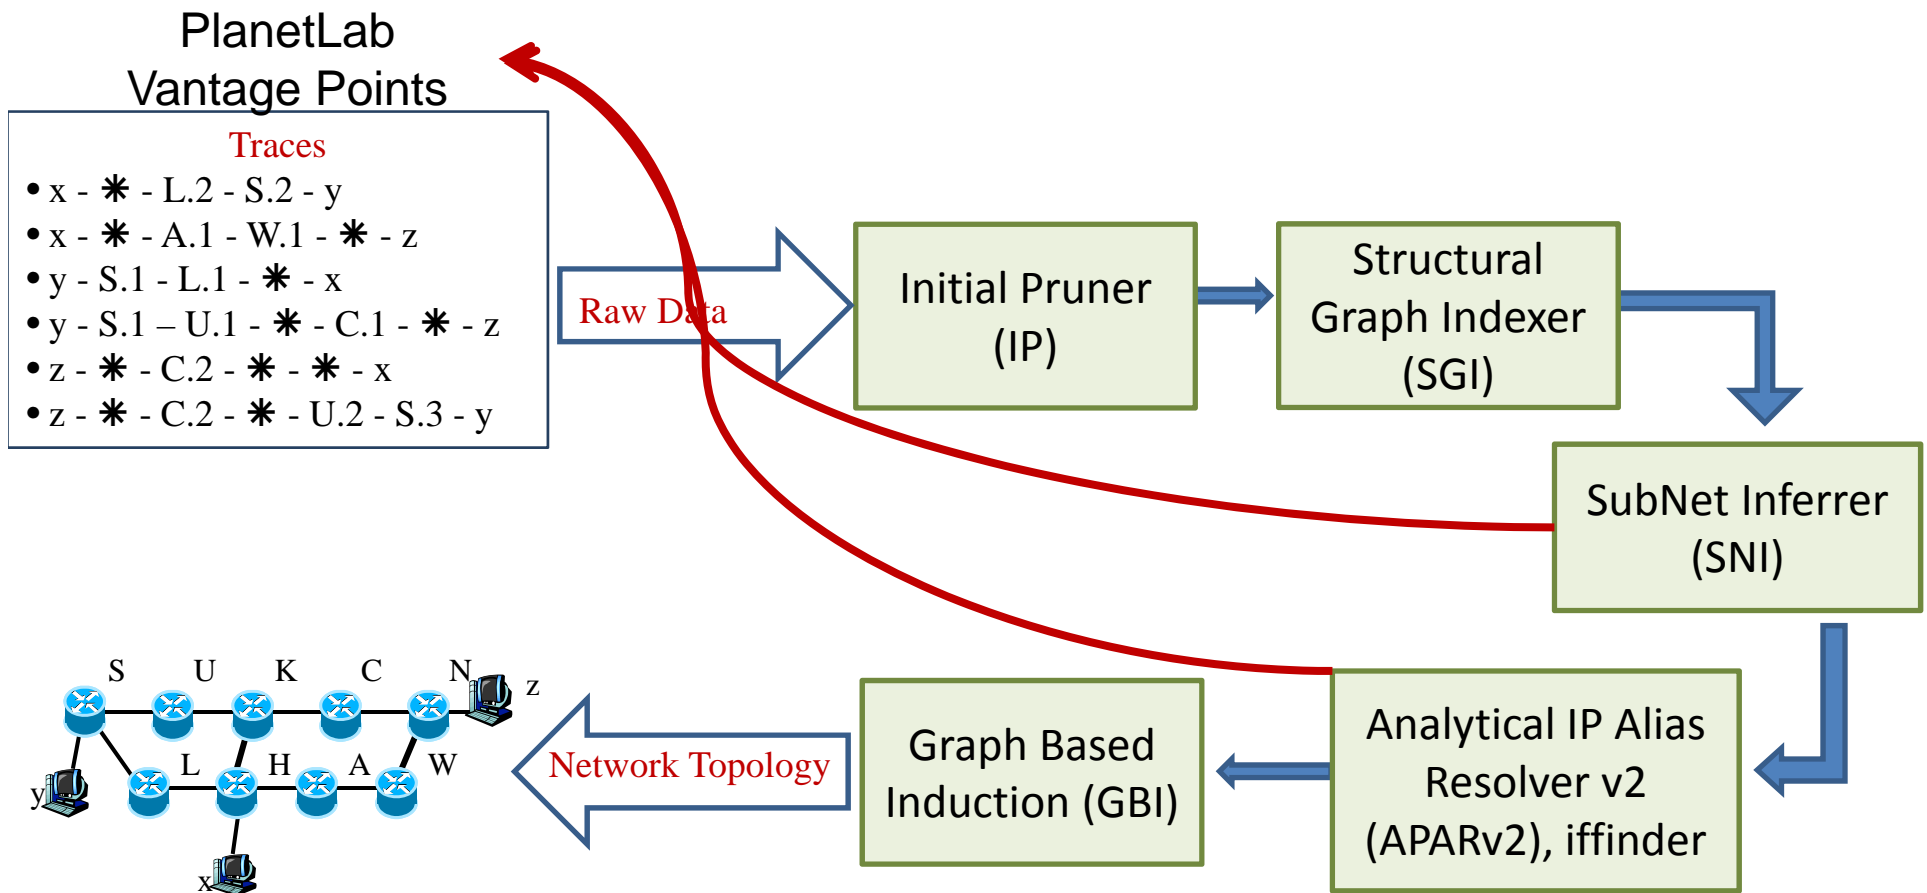 PlanetLab
Vantage Points
Traces
• x - ✱ - L.2 - S.2 - y
• x - ✱ - A.1 - W.1 - ✱ - z
• y - S.1 - L.1 - ✱ - x
• y - S.1 – U.1 - ✱ - C.1 - ✱ - z
• z - ✱ - C.2 - ✱ - ✱ - x
• z - ✱ - C.2 - ✱ - U.2 - S.3 - y
Raw Data
Initial Pruner
(IP)
Structural
Graph Indexer
(SGI)
SubNet Inferrer
(SNI)
Analytical IP Alias
Resolver v2
(APARv2), iffinder
Graph Based
Induction (GBI)
Network Topology
S U K C N
z
L H A W
y
x